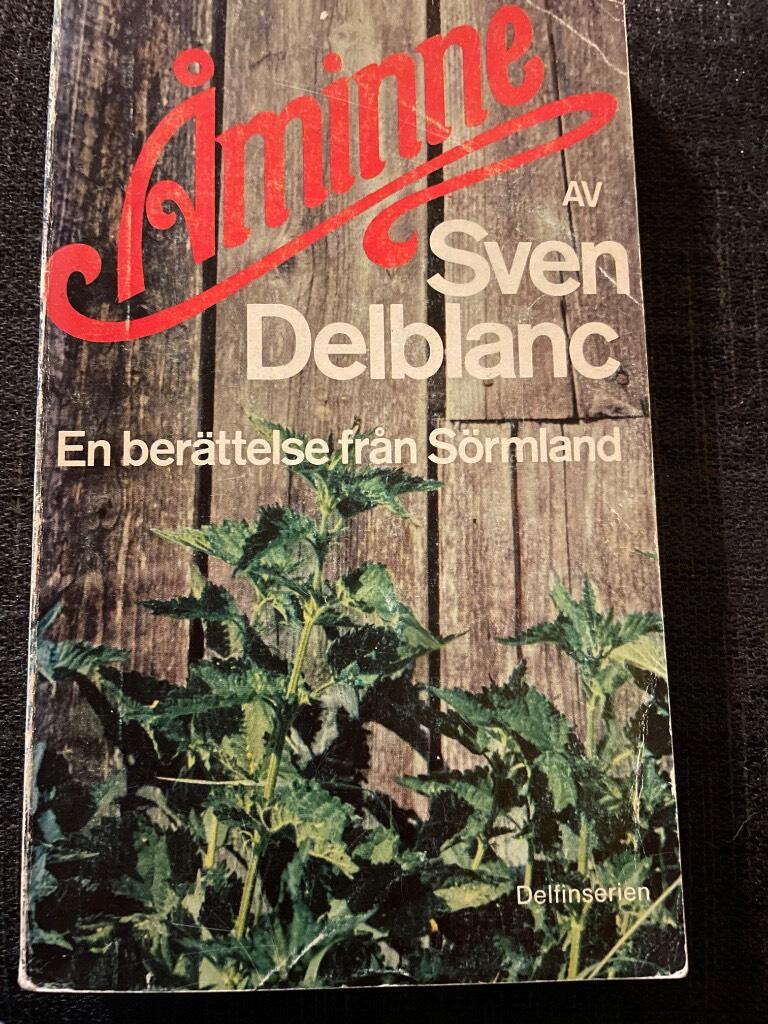 Åminne
AV
Sven
Delblanc
En berättelse från Sörmland
Delfinserien